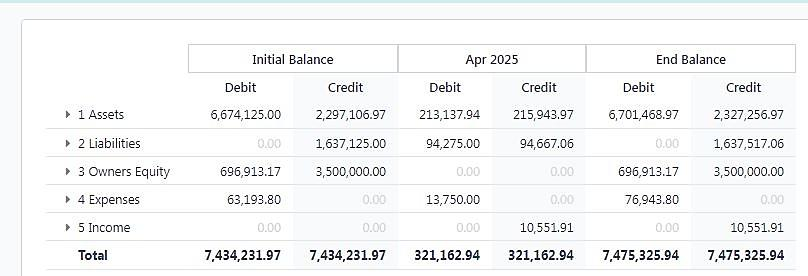 Initial Balance Apr 2025 End Balance
Debit Credit Debit Credit Debit Credit
1 Assets 6,674,125.00 2,297,106.97 213,137.94 215,943.97 6,701,468.97 2,327,256.97
2 Liabilities 0.00 1,637,125.00 94,275.00 94,667.06 0.00 1,637,517.06
3 Owners Equity 696,913.17 3,500,000.00 0.00 0.00 696,913.17 3,500,000.00
4 Expenses 63,193.80 0.00 13,750.00 0.00 76,943.80 0.00
5 Income 0.00 0.00 0.00 10,551.91 0.00 10,551.91
Total 7,434,231.97 7,434,231.97 321,162.94 321,162.94 7,475,325.94 7,475,325.94